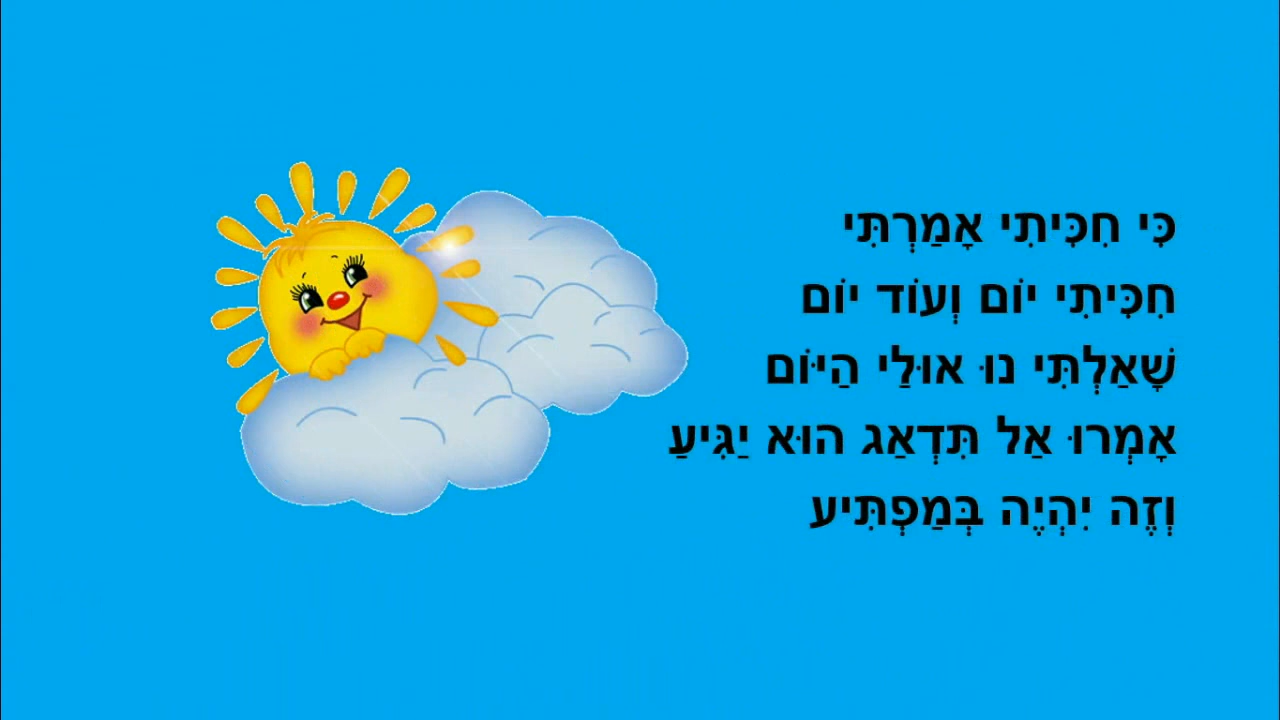 כִּי חִכִּיתִי אָמַרְתִּי
חִכִּיתִי יוֹם וְעוֹד יוֹם
שָׁאַלְתִּי נוּ אוּלַי הַיּוֹם
אָמְרוּ אַל תִּדְאַג הוּא יַגִּיעַ
וְזֶה יִהְיֶה בְּמַפְתִּיע